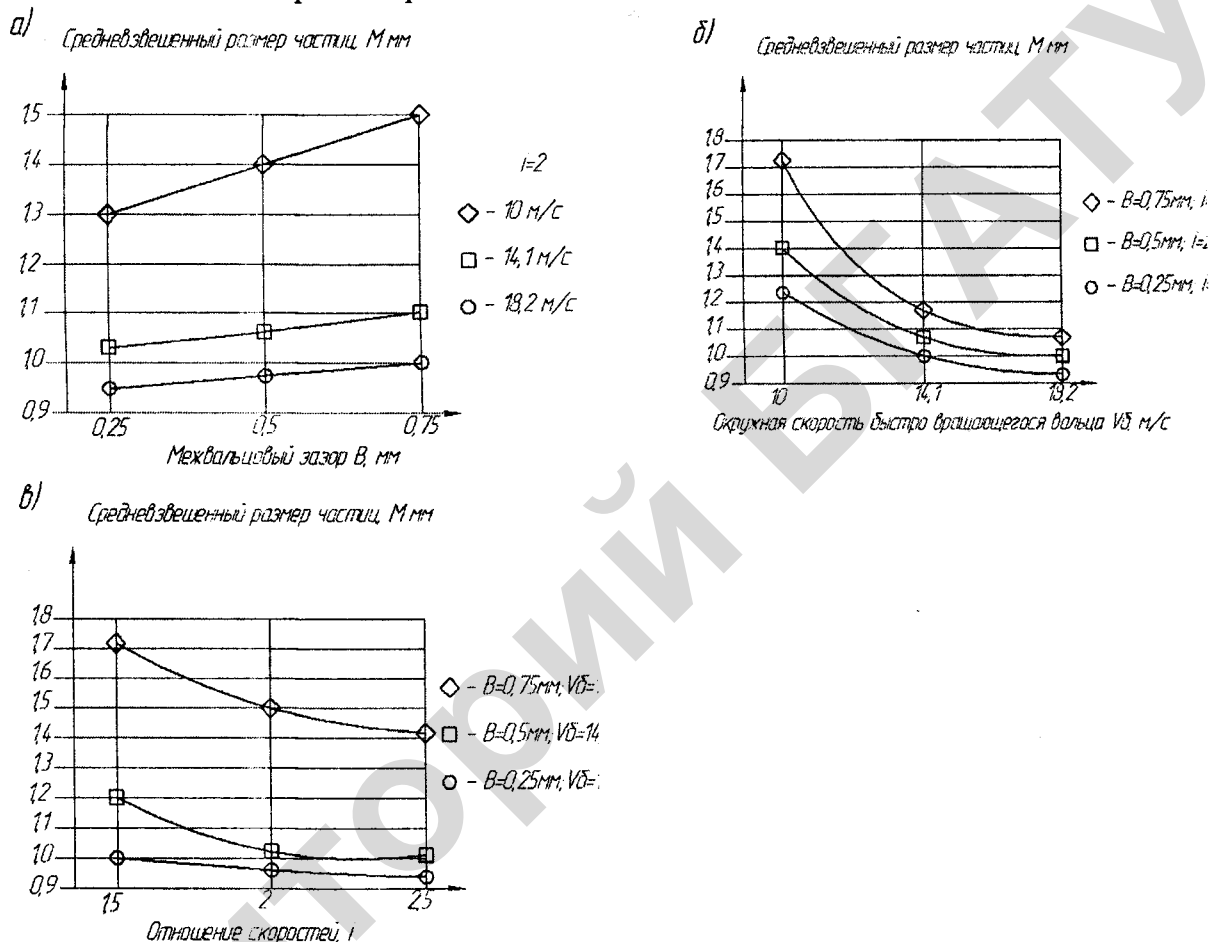 а)
Средневзвешенный размер частиц, М мм
1,5
1,4
1,3
1,2
1,1
1,0
0,9
0,25
0,5
0,75
Межвальцовый зазор В, мм
i=2
- 10 м/с
- 14,1 м/с
- 18,2 м/с
б)
Средневзвешенный размер частиц, М мм
1,8
1,7
1,6
1,5
1,4
1,3
1,2
1,1
1,0
0,9
10
14,1
18,2
Окружная скорость быстро вращающегося вальца Vб, м/с
- В=0,75мм; i=
- В=0,5мм; i=2
- В=0,25мм; i=
в)
Средневзвешенный размер частиц, М мм
1,8
1,7
1,6
1,5
1,4
1,3
1,2
1,1
1,0
0,9
1,5
2
2,5
Отношение скоростей, i
- В=0,75мм; Vб=
- В=0,5мм; Vб=14
- В=0,25мм; Vб=
торий БГАТУ